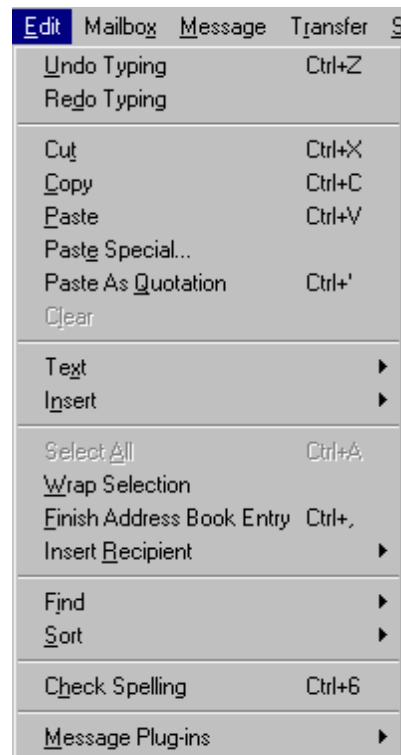 Edit Mailbox Message Transfer S
Undo Typing Ctrl+Z
Redo Typing
Cut Ctrl+X
Copy Ctrl+C
Paste Ctrl+V
Paste Special...
Paste As Quotation Ctrl+'
Clear
Text
Insert
Select All Ctrl+A
Wrap Selection
Finish Address Book Entry Ctrl+,
Insert Recipient
Find
Sort
Check Spelling Ctrl+6
Message Plug-ins